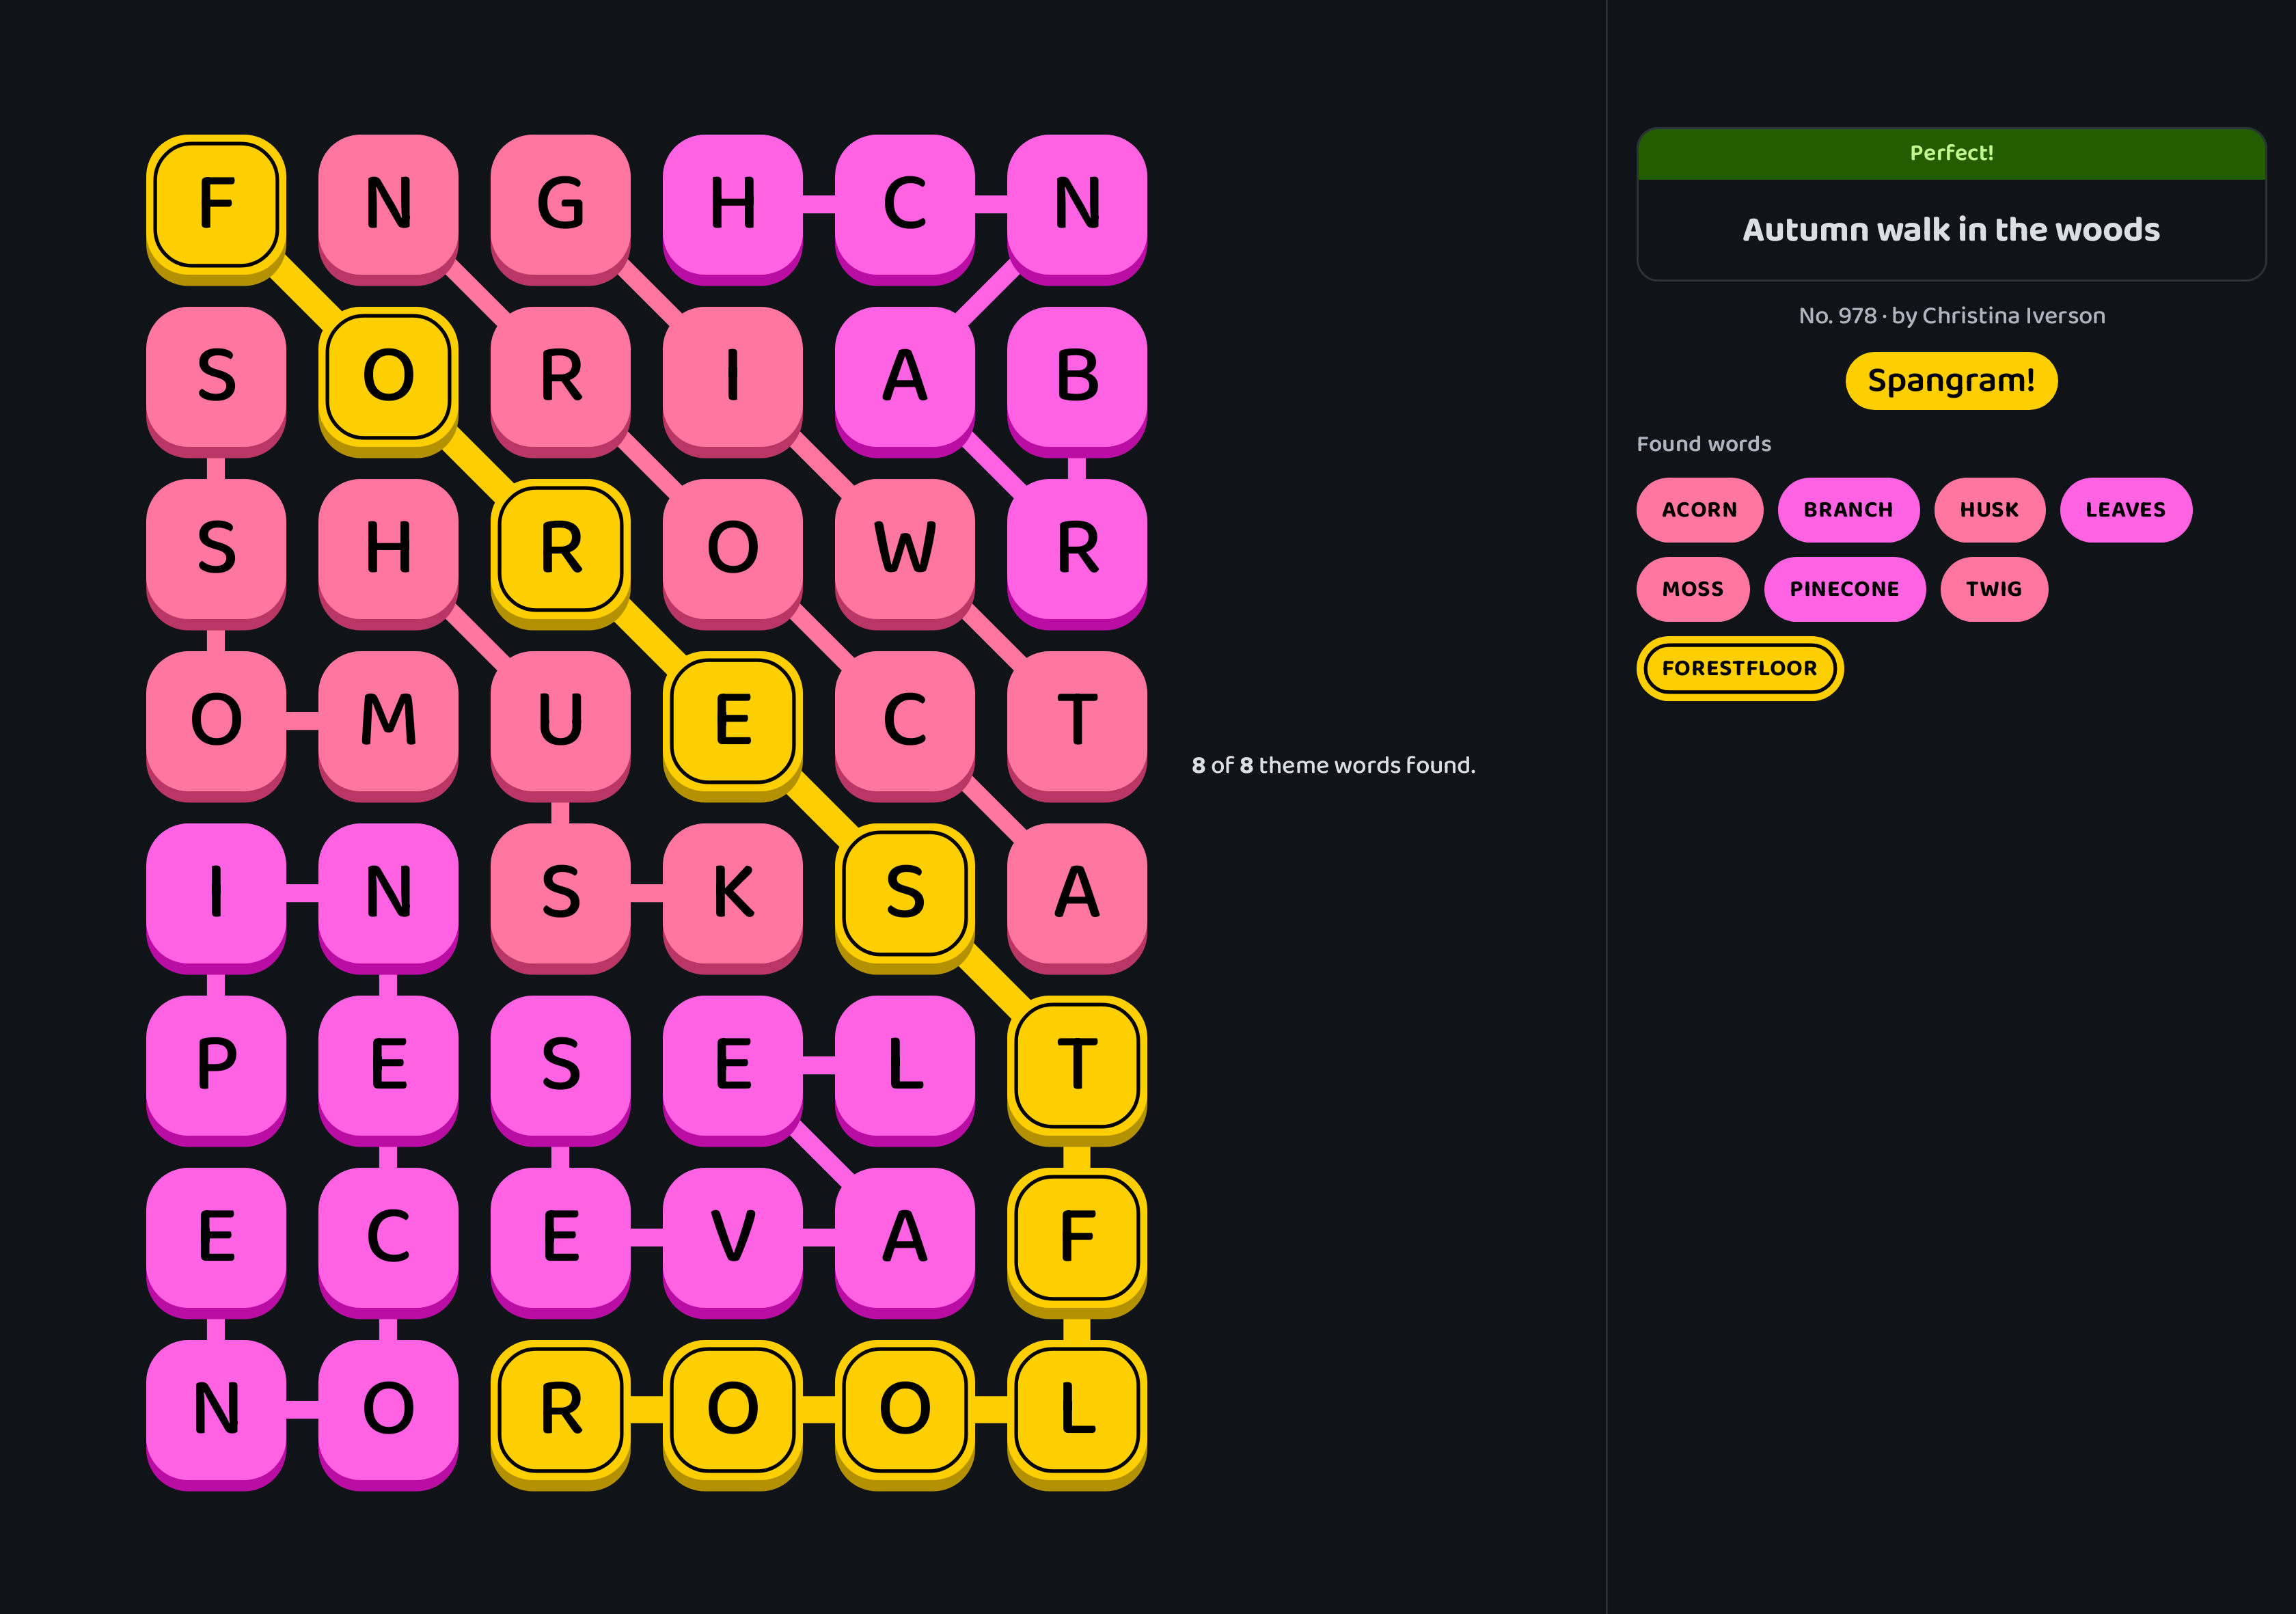 F N G H C N
S O R I A B
S H R O W R
O M U E C T
I N S K S A
P E S E L T
E C E V A F
N O R O O L
8 of 8 theme words found.
Perfect!
Autumn walk in the woods
No. 978 · by Christina Iverson
Spangram!
Found words
ACORN BRANCH HUSK LEAVES
MOSS PINECONE TWIG
FORESTFLOOR